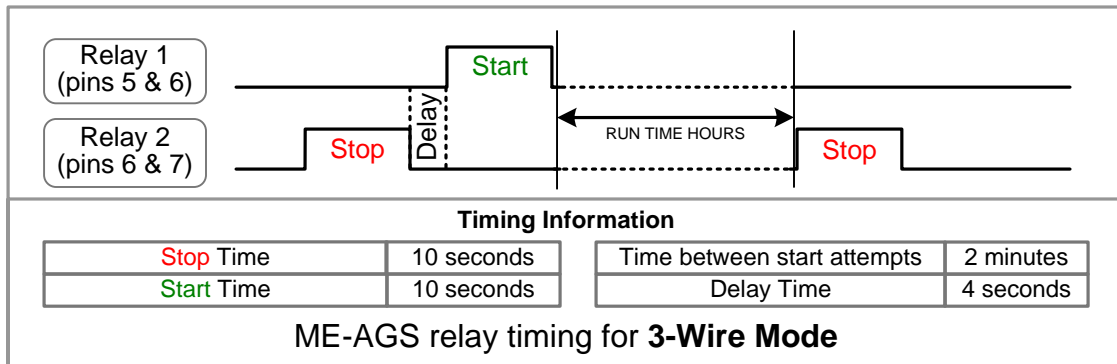 Relay 1
(pins 5 & 6)
Start
Delay
RUN TIME HOURS
Relay 2
(pins 6 & 7)
Stop
Stop
Timing Information
Stop Time 10 seconds
Time between start attempts 2 minutes
Start Time 10 seconds
Delay Time 4 seconds
ME-AGS relay timing for 3-Wire Mode